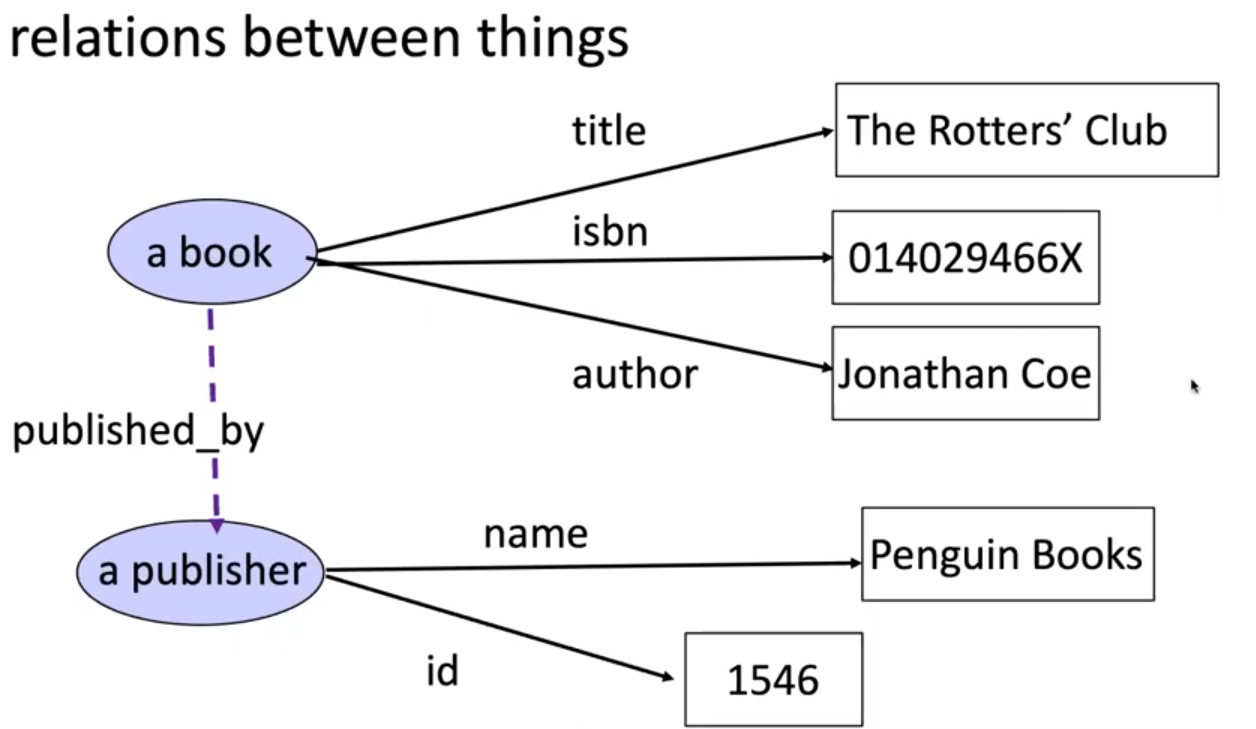 relations between things
title
The Rotters’ Club
isbn
a book
014029466X
author
Jonathan Coe
published_by
name
Penguin Books
a publisher
id
1546